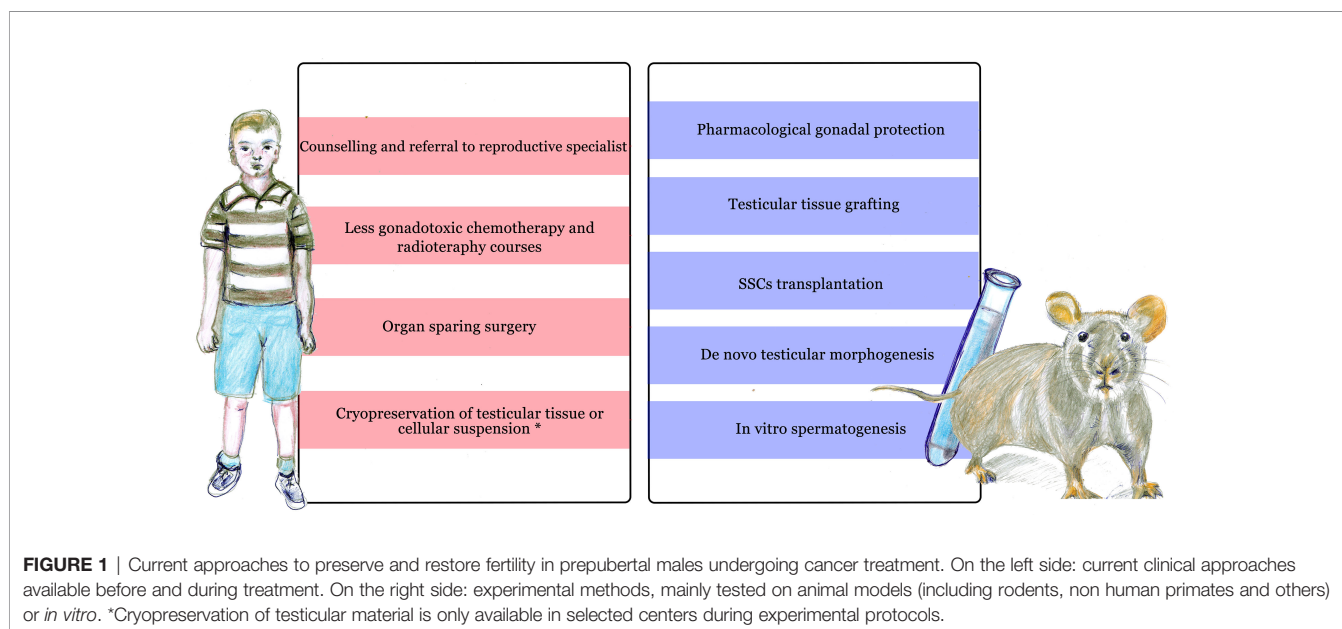 Counselling and referral to reproductive specialist
Less gonadotoxic chemotherapy and
radioteraphy courses
Organ sparing surgery
Cryopreservation of testicular tissue or
cellular suspension *
Pharmacological gonadal protection
Testicular tissue grafting
SSCs transplantation
De novo testicular morphogenesis
In vitro spermatogenesis
FIGURE 1 | Current approaches to preserve and restore fertility in prepubertal males undergoing cancer treatment. On the left side: current clinical approaches
available before and during treatment. On the right side: experimental methods, mainly tested on animal models (including rodents, non human primates and others)
or in vitro. *Cryopreservation of testicular material is only available in selected centers during experimental protocols.